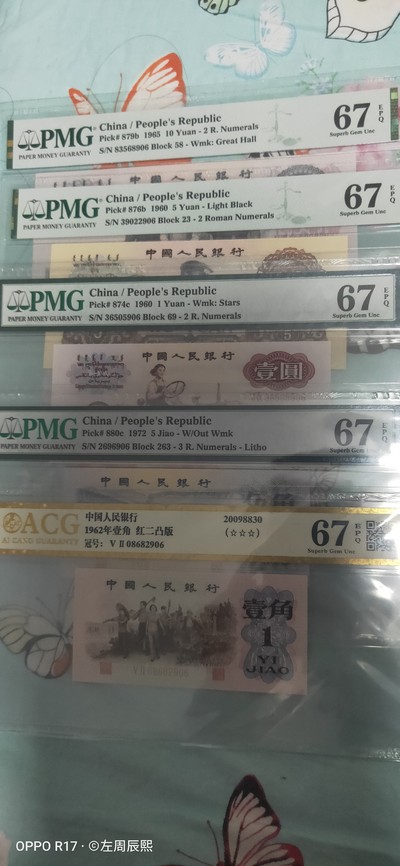 PMG
PAPER MONEY GUARANTY
China / People's Republic
Pick# 879b 1965 10 Yuan - 2 R. Numerals
S/N 83568906 Block 58 - Wmk: Great Hall
67 EPQ
Superb Gem Unc
PMG
PAPER MONEY GUARANTY
China / People's Republic
Pick# 876b 1960 5 Yuan - Light Black
S/N 39022906 Block 23 - 2 Roman Numerals
67 EPQ
Superb Gem Unc
中國人民銀行
PMG
PAPER MONEY GUARANTY
China / People's Republic
Pick# 874c 1960 1 Yuan - Wmk: Stars
S/N 36505906 Block 69 - 2 R. Numerals
67 EPQ
Superb Gem Unc
中國人民銀行
壹圓
PMG
PAPER MONEY GUARANTY
China / People's Republic
Pick# 880c 1972 5 Jiao - W/Out Wmk
S/N 2696906 Block 263 - 3 R. Numerals - Litho
67 EPQ
Superb Gem Unc
中國人民銀行
ACG
AI CARD GUARANTY
中国人民银行
1962年壹角 红二凸版
冠号: V II 08682906
20098830
(☆☆☆)
67 EPQ
Superb Gem Unc
中國人民銀行
壹角
1
YI
JIAO
OPPO R17 · ©左周辰熙